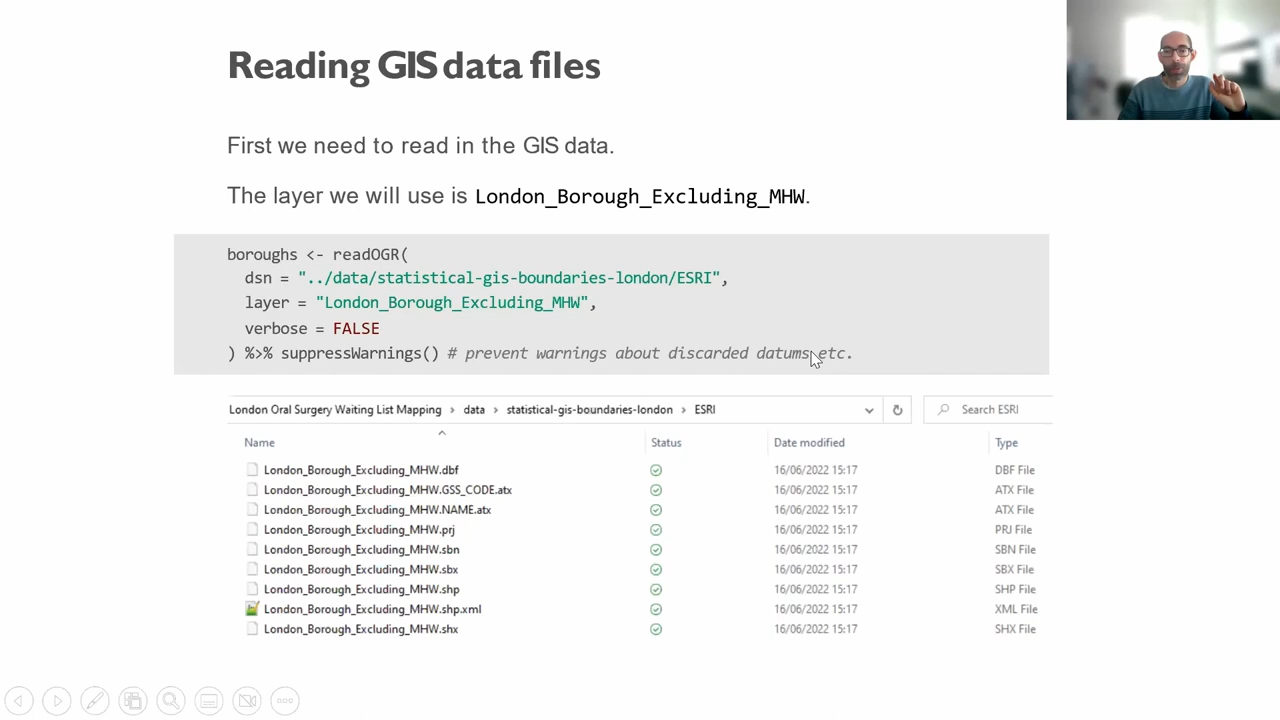 Reading GIS data files
First we need to read in the GIS data.
The layer we will use is London_Borough_Excluding_MHW.
boroughs <- readOGR(
dsn = "../data/statistical-gis-boundaries-london/ESRI",
layer = "London_Borough_Excluding_MHW",
verbose = FALSE
) %>% suppressWarnings() # prevent warnings about discarded datums etc.
London Oral Surgery Waiting List Mapping > data > statistical-gis-boundaries-london > ESRI Search ESRI
Name Status Date modified Type
London_Borough_Excluding_MHW.dbf 16/06/2022 15:17 DBF File
London_Borough_Excluding_MHW.GSS_CODE.atx 16/06/2022 15:17 ATX File
London_Borough_Excluding_MHW.NAME.atx 16/06/2022 15:17 ATX File
London_Borough_Excluding_MHW.prj 16/06/2022 15:17 PRJ File
London_Borough_Excluding_MHW.sbn 16/06/2022 15:17 SBN File
London_Borough_Excluding_MHW.sbx 16/06/2022 15:17 SBX File
London_Borough_Excluding_MHW.shp 16/06/2022 15:17 SHP File
London_Borough_Excluding_MHW.shp.xml 16/06/2022 15:17 XML File
London_Borough_Excluding_MHW.shx 16/06/2022 15:17 SHX File